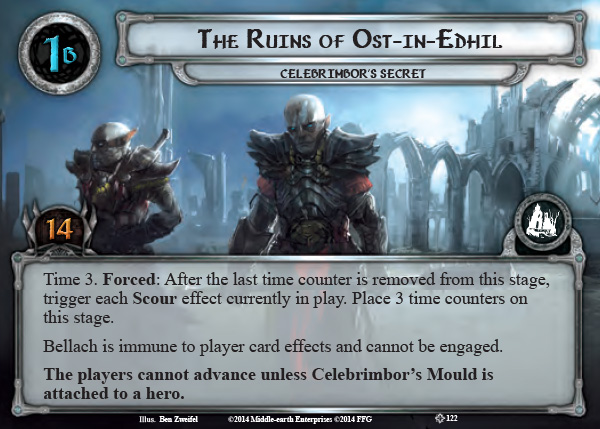 1B
THE RUINS OF OST-IN-EDHIL
CELEBRIMBOR'S SECRET
14
Time 3. Forced: After the last time counter is removed from this stage,
trigger each Scour effect currently in play. Place 3 time counters on
this stage.
Bellach is immune to player card effects and cannot be engaged.
The players cannot advance unless Celebrimbor's Mould is
attached to a hero.
Illus. Ben Zweifel ©2014 Middle-earth Enterprises ©2014 FFG 122